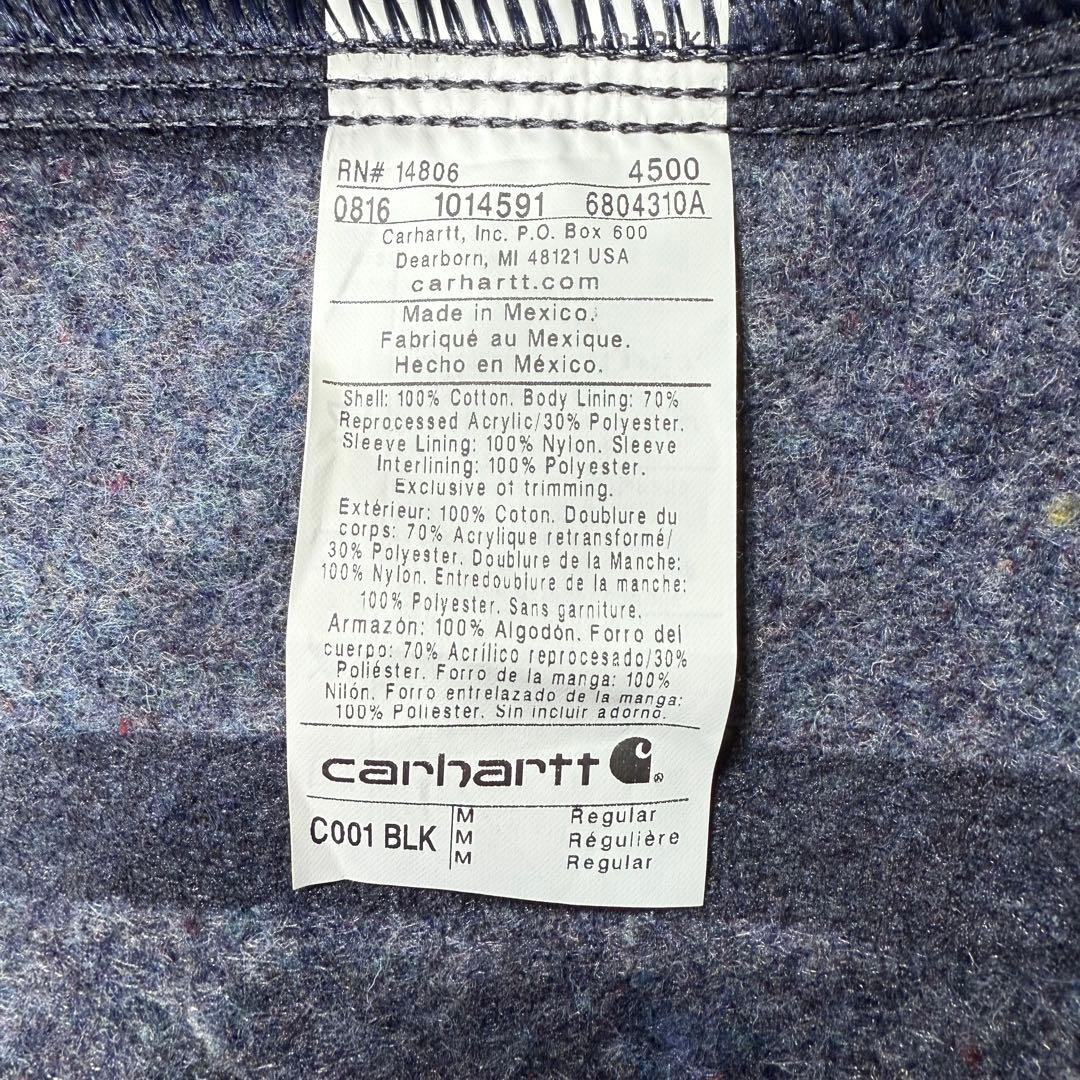 RN# 14806 4500
0816 1014591 6804310A
Carhartt, Inc. P.O. Box 600
Dearborn, MI 48121 USA
carhartt.com
Made in Mexico.
Fabriqué au Mexique.
Hecho en México.
Shell: 100% Cotton. Body Lining: 70%
Reprocessed Acrylic/30% Polyester.
Sleeve Lining: 100% Nylon. Sleeve
Interlining: 100% Polyester.
Exclusive of trimming.
Extérieur: 100% Coton. Doublure du
corps: 70% Acrylique retransformé/
30% Polyester. Doublure de la Manche:
100% Nylon. Entredoublure de la manche:
100% Polyester. Sans garniture.
Armazón: 100% Algodón. Forro del
cuerpo: 70% Acrílico reprocesado/30%
Poliéster. Forro de la manga: 100%
Nilón. Forro entrelazado de la manga:
100% Poliester. Sin incluir adorno.
carhartt ®
C001 BLK M Regular
M Régulière
M Regular